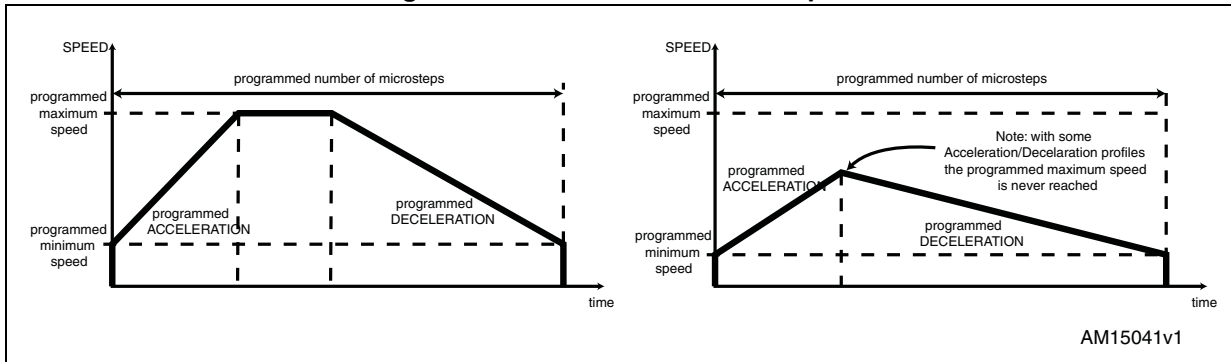 SPEED
programmed number of microsteps
programmed
maximum
speed
programmed
ACCELERATION
programmed
DECELERATION
programmed
minimum
speed
time
SPEED
programmed number of microsteps
programmed
maximum
speed
Note: with some
Acceleration/Decelaration profiles
the programmed maximum speed
is never reached
programmed
ACCELERATION
programmed
DECELERATION
programmed
minimum
speed
time
AM15041v1